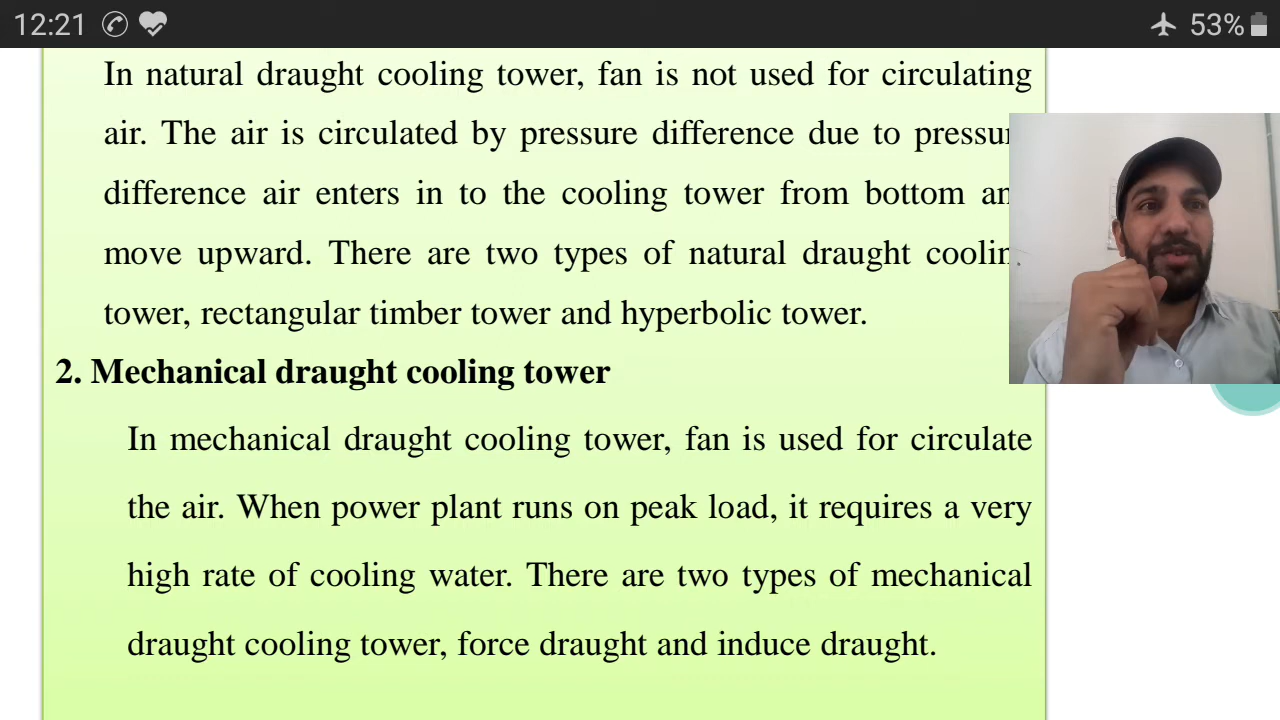 12:21 53%
In natural draught cooling tower, fan is not used for circulating
air. The air is circulated by pressure difference due to
difference air enters in to the cooling tower from bottom
move upward. There are two types of natural draught
tower, rectangular timber tower and hyperbolic tower.
2. Mechanical draught cooling tower
In mechanical draught cooling tower, fan is used for circulate
the air. When power plant runs on peak load, it requires a very
high rate of cooling water. There are two types of mechanical
draught cooling tower, force draught and induce draught.